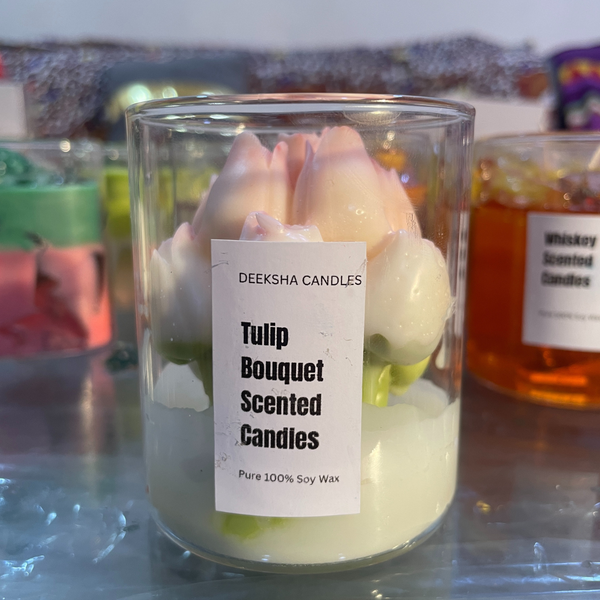 DEEKSHA CANDLES
Tulip
Bouquet
Scented
Candles
Pure 100% Soy Wax
Whiskey
Scented
Candles